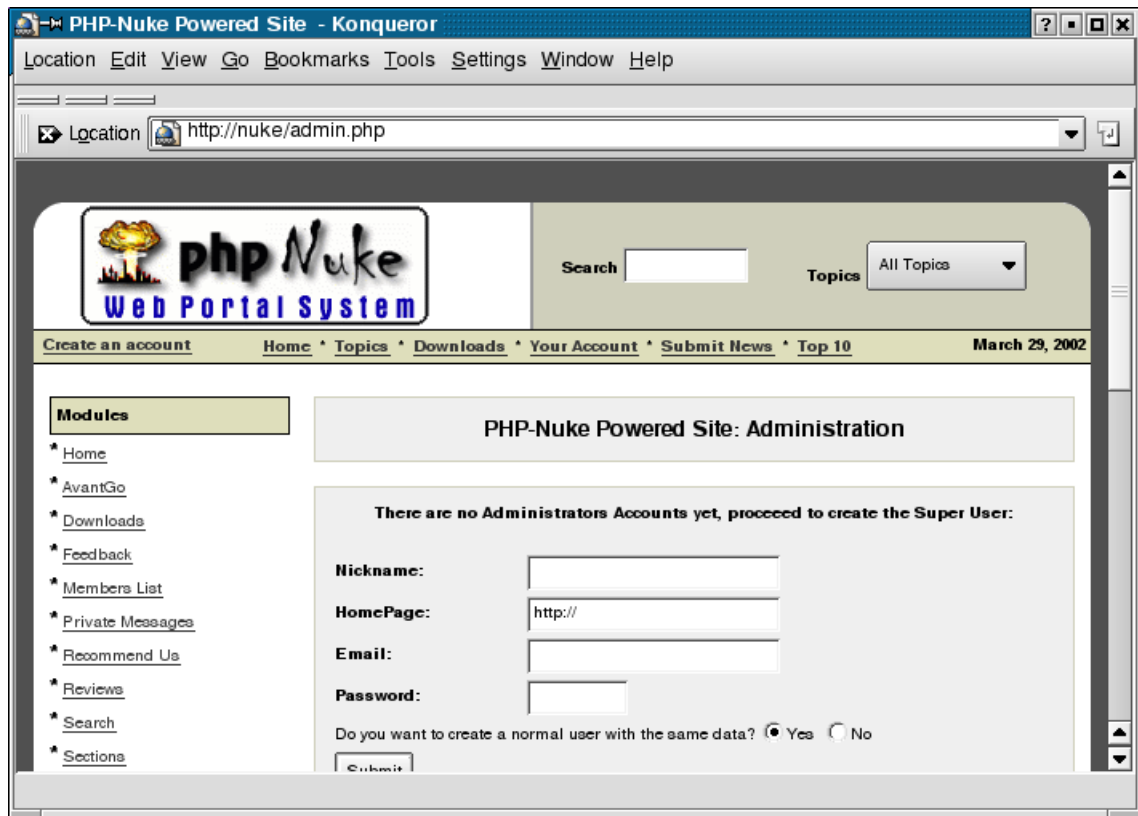 PHP-Nuke Powered Site - Konqueror
Location Edit View Go Bookmarks Tools Settings Window Help
Location http://nuke/admin.php
php Nuke
Web Portal System
Search
Topics All Topics
Create an account Home * Topics * Downloads * Your Account * Submit News * Top 10 March 29, 2002
Modules
* Home
* AvantGo
* Downloads
* Feedback
* Members List
* Private Messages
* Recommend Us
* Reviews
* Search
* Sections
PHP-Nuke Powered Site: Administration
There are no Administrators Accounts yet, proceeed to create the Super User:
Nickname:
HomePage: http://
Email:
Password:
Do you want to create a normal user with the same data? Yes No
Submit